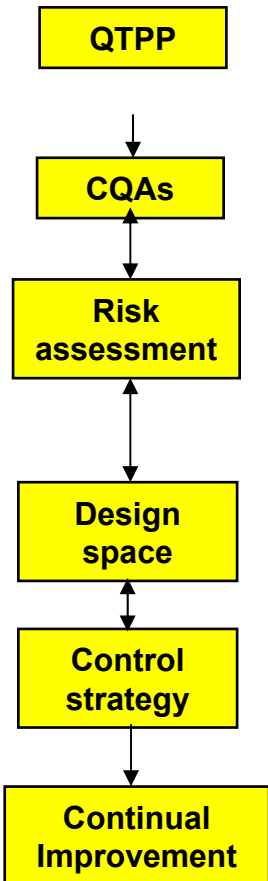 QTPP
CQAs
Risk
assessment
Design
space
Control
strategy
Continual
Improvement